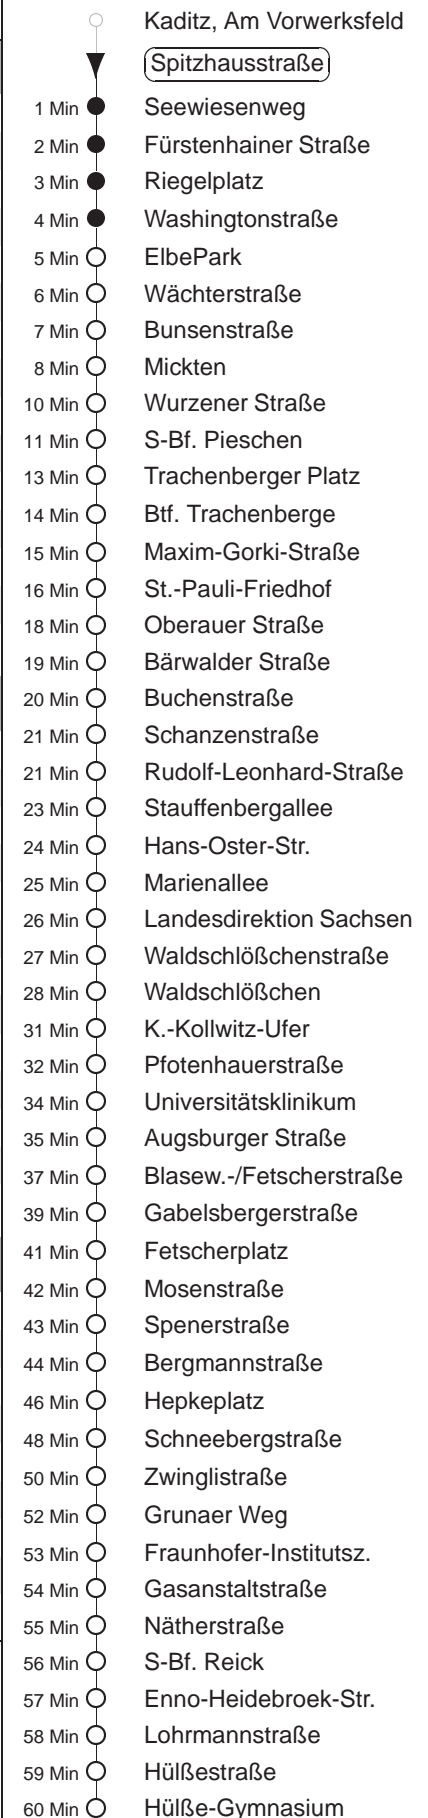 Kaditz, Am Vorwerksfeld
Spitzhausstraße
1 Min Seewiesenweg
2 Min Fürstenhainer Straße
3 Min Riegelplatz
4 Min Washingtonstraße
5 Min ElbePark
6 Min Wächterstraße
7 Min Bunsenstraße
8 Min Mickten
10 Min Wurzener Straße
11 Min S-Bf. Pieschen
13 Min Trachenberger Platz
14 Min Btf. Trachenberge
15 Min Maxim-Gorki-Straße
16 Min St.-Pauli-Friedhof
18 Min Oberauer Straße
19 Min Bärwalder Straße
20 Min Buchenstraße
21 Min Schanzenstraße
21 Min Rudolf-Leonhard-Straße
23 Min Stauffenbergallee
24 Min Hans-Oster-Str.
25 Min Marienallee
26 Min Landesdirektion Sachsen
27 Min Waldschlößchenstraße
28 Min Waldschlößchen
31 Min K.-Kollwitz-Ufer
32 Min Pfotenhauerstraße
34 Min Universitätsklinikum
35 Min Augsburger Straße
37 Min Blasew.-/Fetscherstraße
39 Min Gabelsbergerstraße
41 Min Fetscherplatz
42 Min Mosenstraße
43 Min Spenerstraße
44 Min Bergmannstraße
46 Min Hepkeplatz
48 Min Schneebergstraße
50 Min Zwinglistraße
52 Min Grunaer Weg
53 Min Fraunhofer-Institutsz.
54 Min Gasanstaltstraße
55 Min Nätherstraße
56 Min S-Bf. Reick
57 Min Enno-Heidebroek-Str.
58 Min Lohrmannstraße
59 Min Hülßestraße
60 Min Hülße-Gymnasium